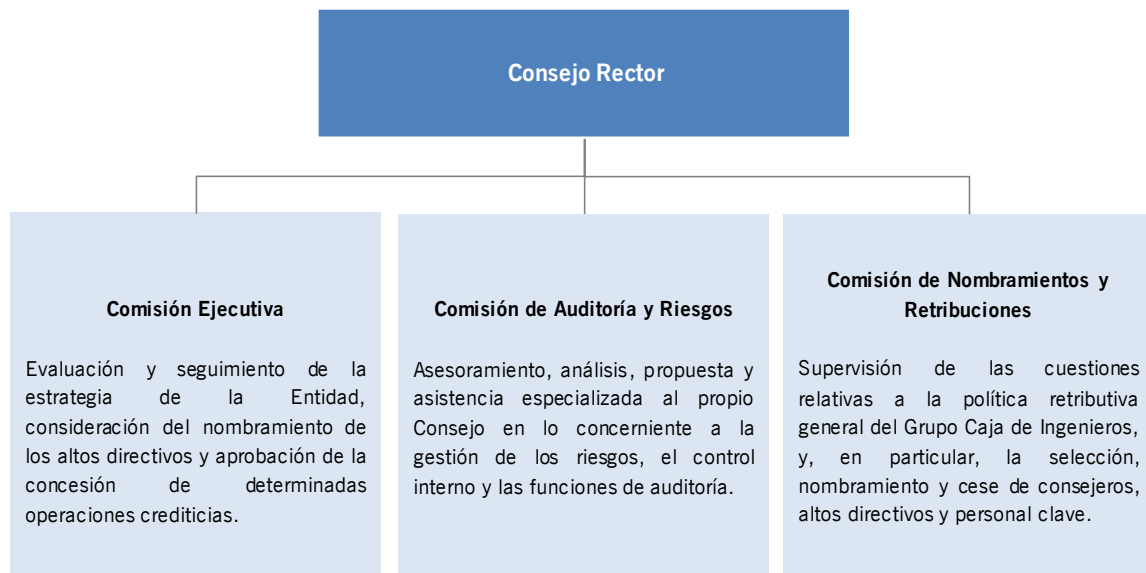 Consejo Rector
Comisión Ejecutiva
Evaluación y seguimiento de la
estrategia de la Entidad,
consideración del nombramiento de
los altos directivos y aprobación de la
concesión de determinadas
operaciones crediticias.
Comisión de Auditoría y Riesgos
Asesoramiento, análisis, propuesta y
asistencia especializada al propio
Consejo en lo concerniente a la
gestión de los riesgos, el control
interno y las funciones de auditoría.
Comisión de Nombramientos y
Retribuciones
Supervisión de las cuestiones
relativas a la política retributiva
general del Grupo Caja de Ingenieros,
y, en particular, la selección,
nombramiento y cese de consejeros,
altos directivos y personal clave.